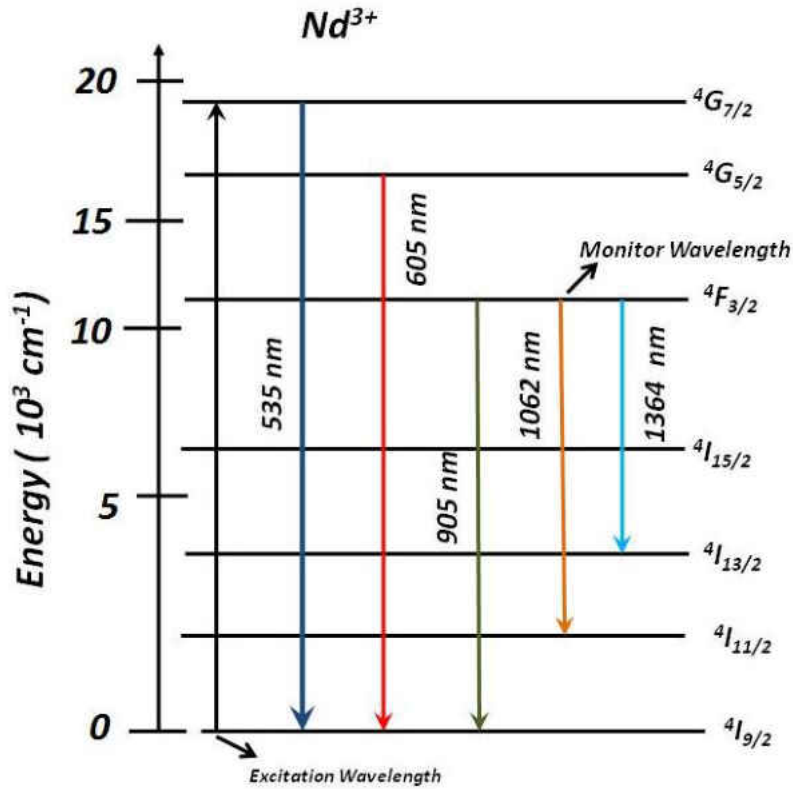 Nd³⁺
20
15
10
5
0
Energy ( 10³ cm⁻¹)
⁴G₇/₂
⁴G₅/₂
Monitor Wavelength
⁴F₃/₂
⁴I₁₅/₂
⁴I₁₃/₂
⁴I₁₁/₂
⁴I₉/₂
535 nm
605 nm
905 nm
1062 nm
1364 nm
Excitation Wavelength